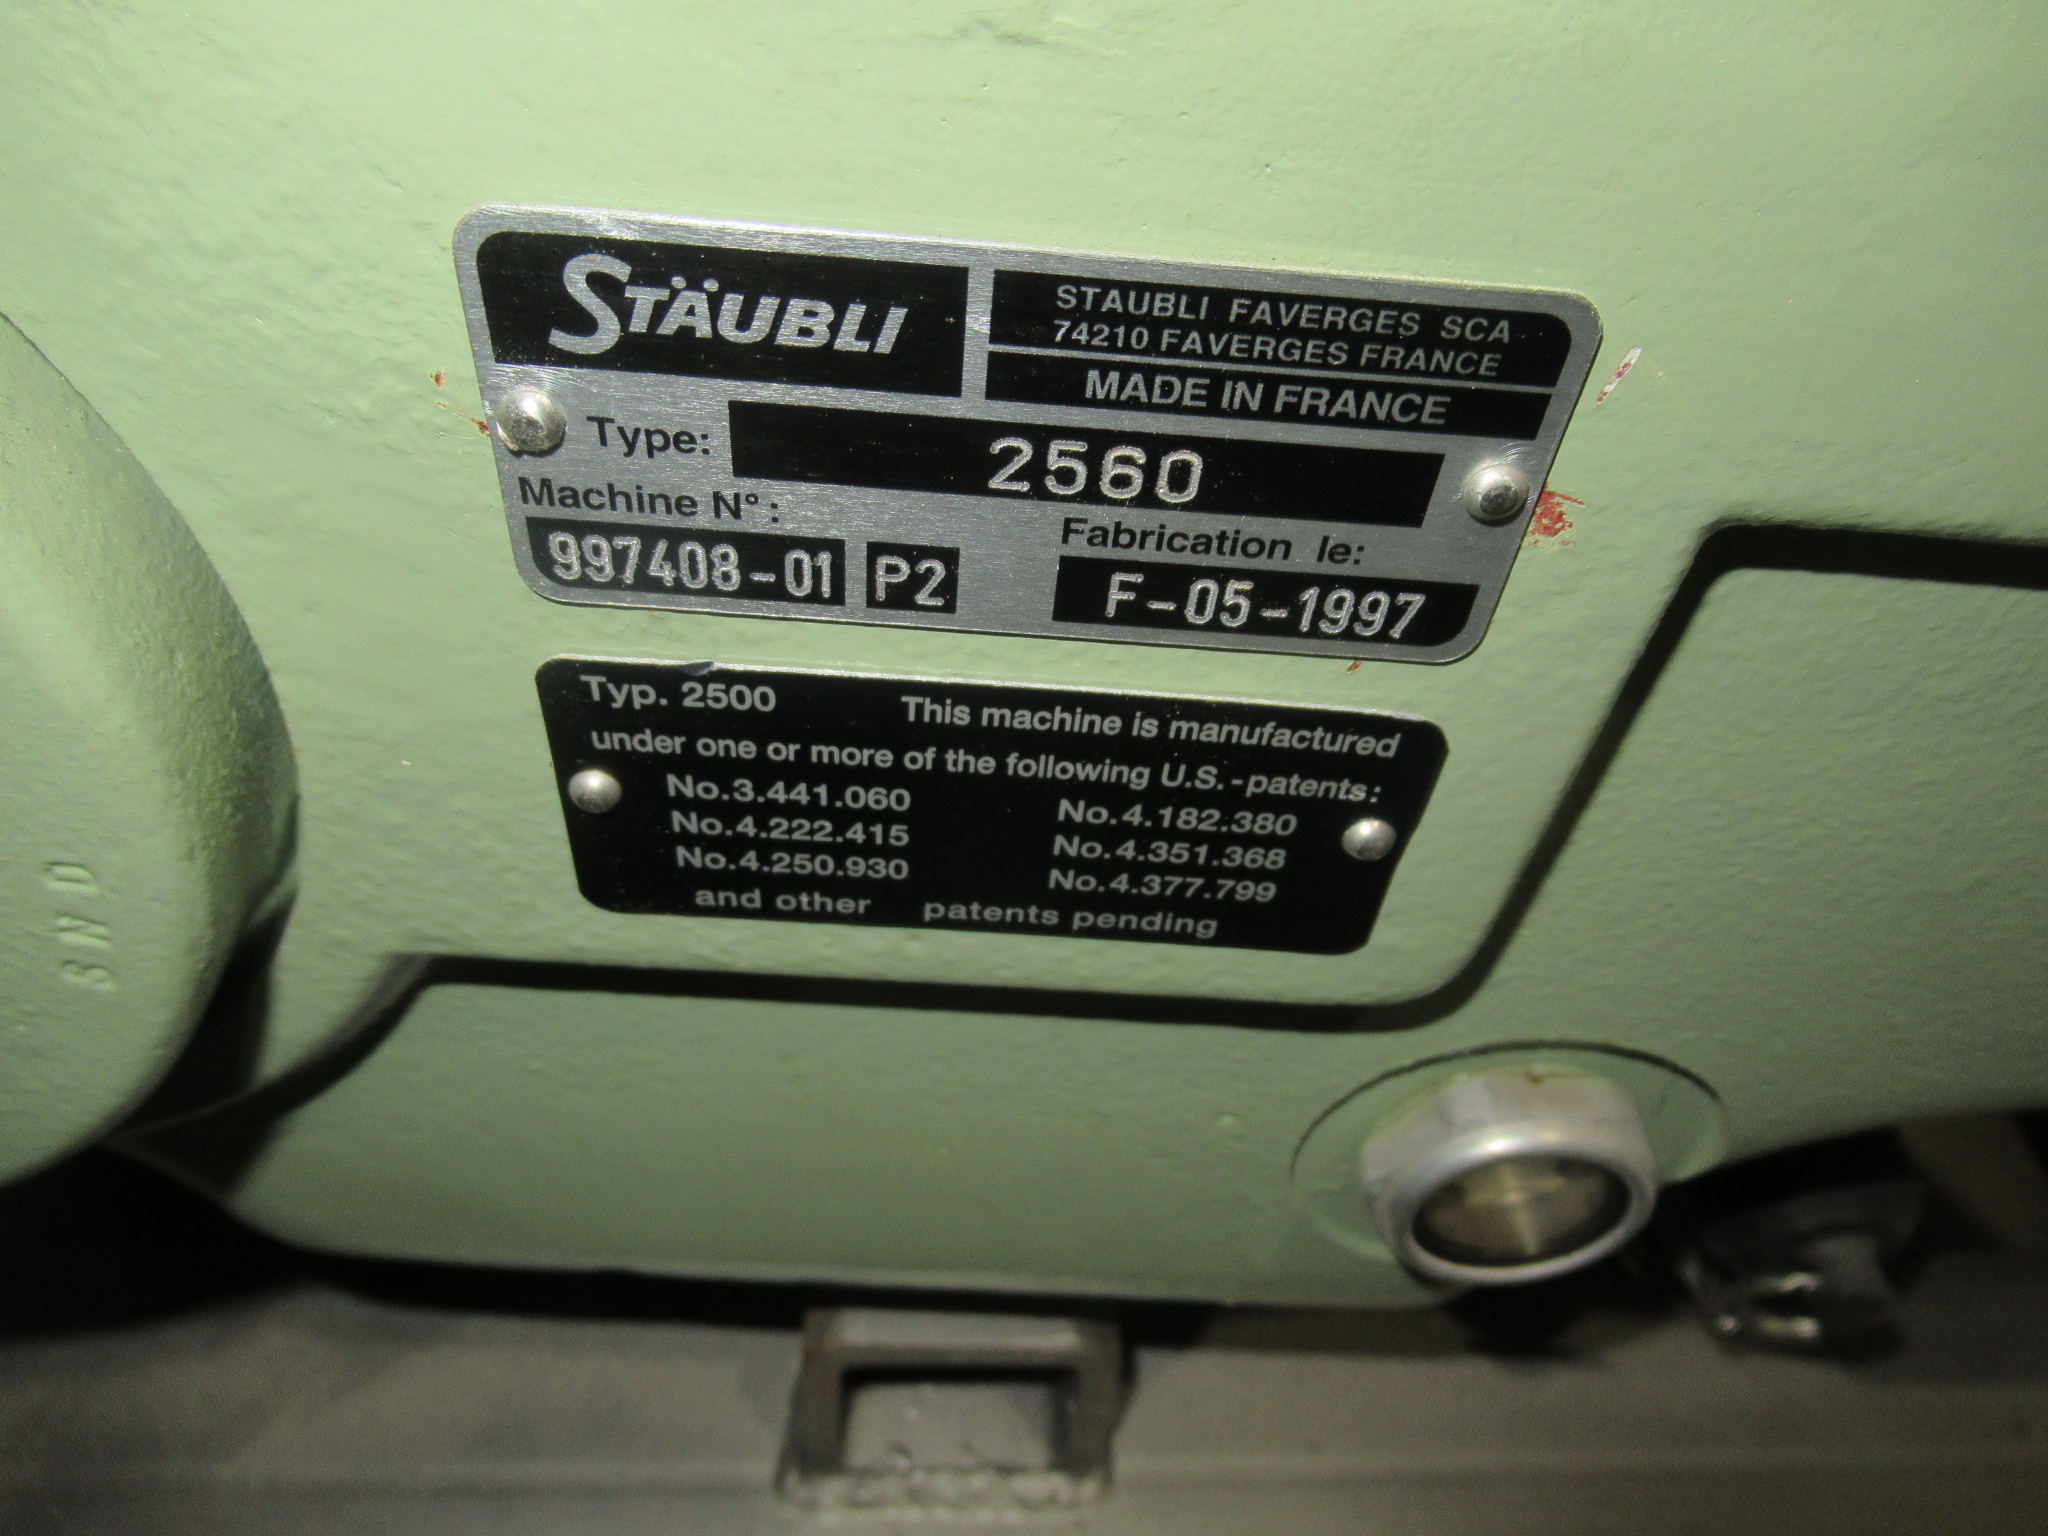 STÄUBLI
STAUBLI FAVERGES SCA
74210 FAVERGES FRANCE
MADE IN FRANCE
Type: 2560
Machine N°:
997408-01 P2
Fabrication le:
F-05-1997
Typ. 2500 This machine is manufactured
under one or more of the following U.S.-patents:
No.3.441.060 No.4.182.380
No.4.222.415 No.4.351.368
No.4.250.930 No.4.377.799
and other patents pending